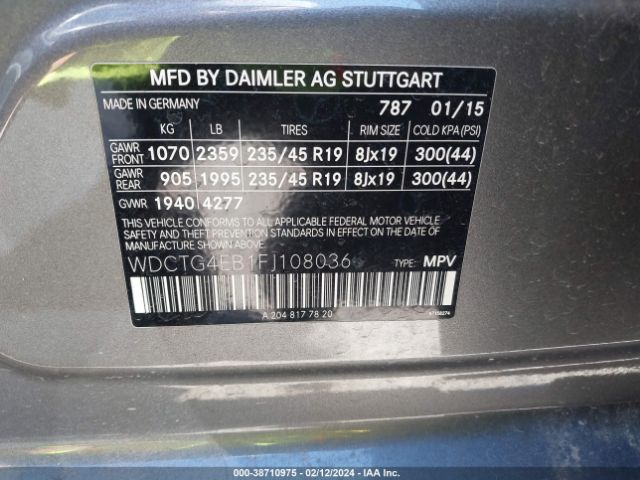 MFD BY DAIMLER AG STUTTGART
MADE IN GERMANY 787 01/15
KG LB TIRES RIM SIZE COLD KPA (PSI)
GAWR FRONT 1070 2359 235/45 R19 8Jx19 300(44)
GAWR REAR 905 1995 235/45 R19 8Jx19 300(44)
GVWR 1940 4277
THIS VEHICLE CONFORMS TO ALL APPLICABLE FEDERAL MOTOR VEHICLE
SAFETY AND THEFT PREVENTION STANDARDS IN EFFECT ON THE DATE
OF MANUFACTURE SHOWN ABOVE.
WDCTG4EB1FJ108036 TYPE: MPV
A 204 817 78 20
000-38710975 - 02/12/2024 - IAA Inc.